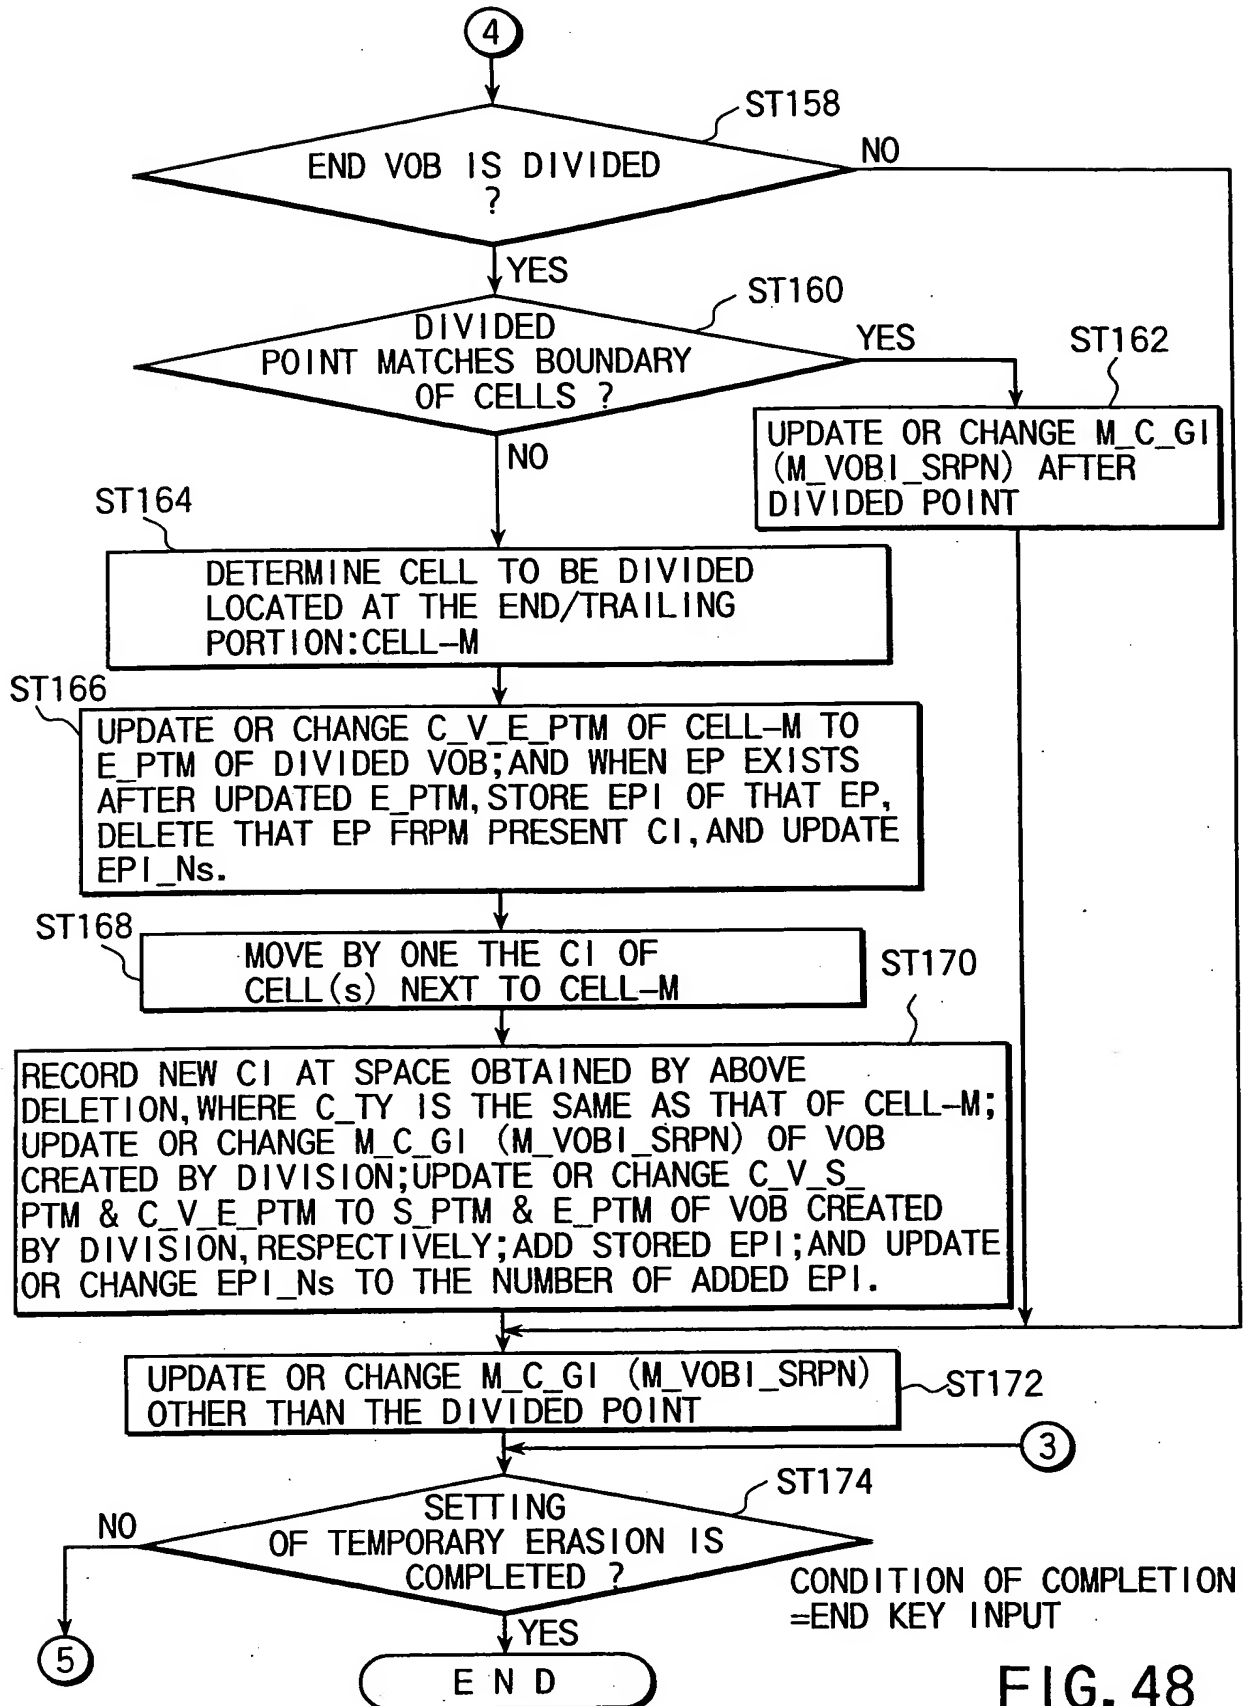 4
ST158
END VOB IS DIVIDED
?
NO
YES
ST160
DIVIDED
POINT MATCHES BOUNDARY
OF CELLS ?
YES
ST162
NO
UPDATE OR CHANGE M_C_GI
(M_VOBI_SRPN) AFTER
DIVIDED POINT
ST164
DETERMINE CELL TO BE DIVIDED
LOCATED AT THE END/TRAILING
PORTION:CELL-M
ST166
UPDATE OR CHANGE C_V_E_PTM OF CELL-M TO
E_PTM OF DIVIDED VOB;AND WHEN EP EXISTS
AFTER UPDATED E_PTM,STORE EPI OF THAT EP,
DELETE THAT EP FRPM PRESENT CI,AND UPDATE
EPI_Ns.
ST168
MOVE BY ONE THE CI OF
CELL(s) NEXT TO CELL-M
ST170
RECORD NEW CI AT SPACE OBTAINED BY ABOVE
DELETION,WHERE C_TY IS THE SAME AS THAT OF CELL-M;
UPDATE OR CHANGE M_C_GI (M_VOBI_SRPN) OF VOB
CREATED BY DIVISION;UPDATE OR CHANGE C_V_S_
PTM & C_V_E_PTM TO S_PTM & E_PTM OF VOB CREATED
BY DIVISION,RESPECTIVELY;ADD STORED EPI;AND UPDATE
OR CHANGE EPI_Ns TO THE NUMBER OF ADDED EPI.
UPDATE OR CHANGE M_C_GI (M_VOBI_SRPN)
OTHER THAN THE DIVIDED POINT
ST172
3
ST174
SETTING
OF TEMPORARY ERASION IS
COMPLETED ?
NO
CONDITION OF COMPLETION
=END KEY INPUT
YES
5
END
FIG. 48